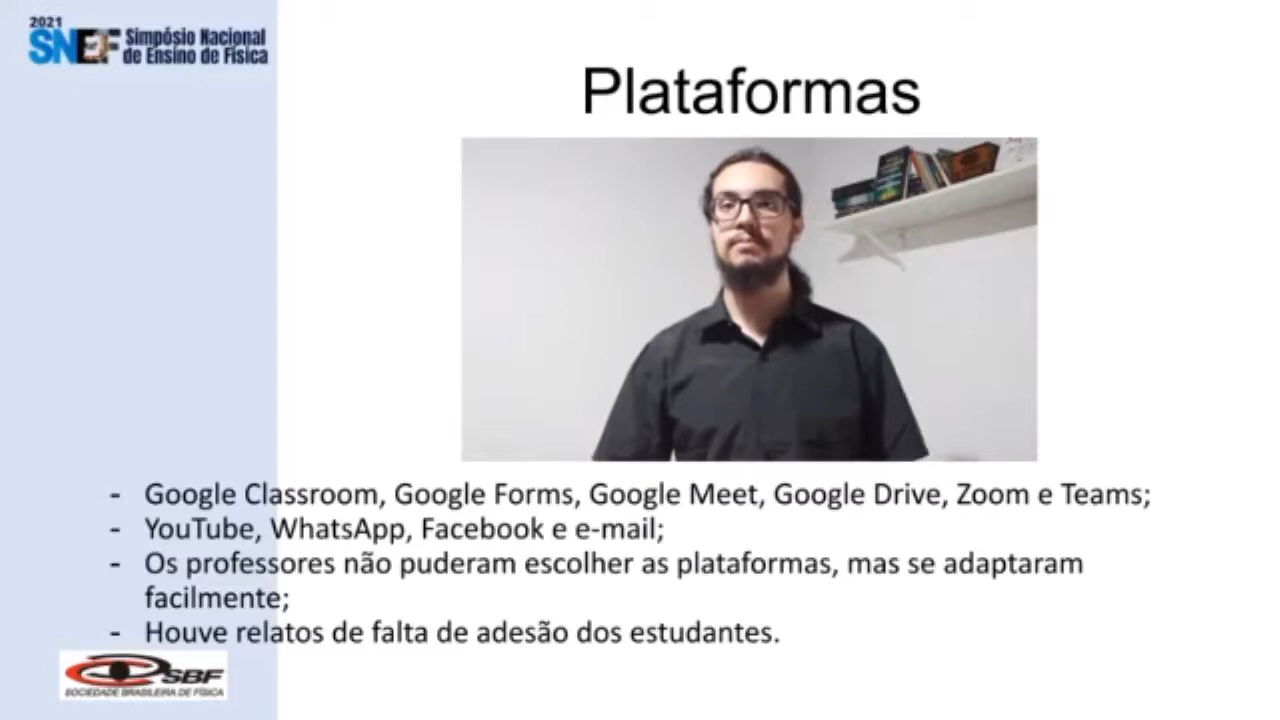 2021
SNEF Simpósio Nacional
de Ensino de Física
Plataformas
- Google Classroom, Google Forms, Google Meet, Google Drive, Zoom e Teams;
- YouTube, WhatsApp, Facebook e e-mail;
- Os professores não puderam escolher as plataformas, mas se adaptaram
facilmente;
- Houve relatos de falta de adesão dos estudantes.
SBF
SOCIEDADE BRASILEIRA DE FÍSICA